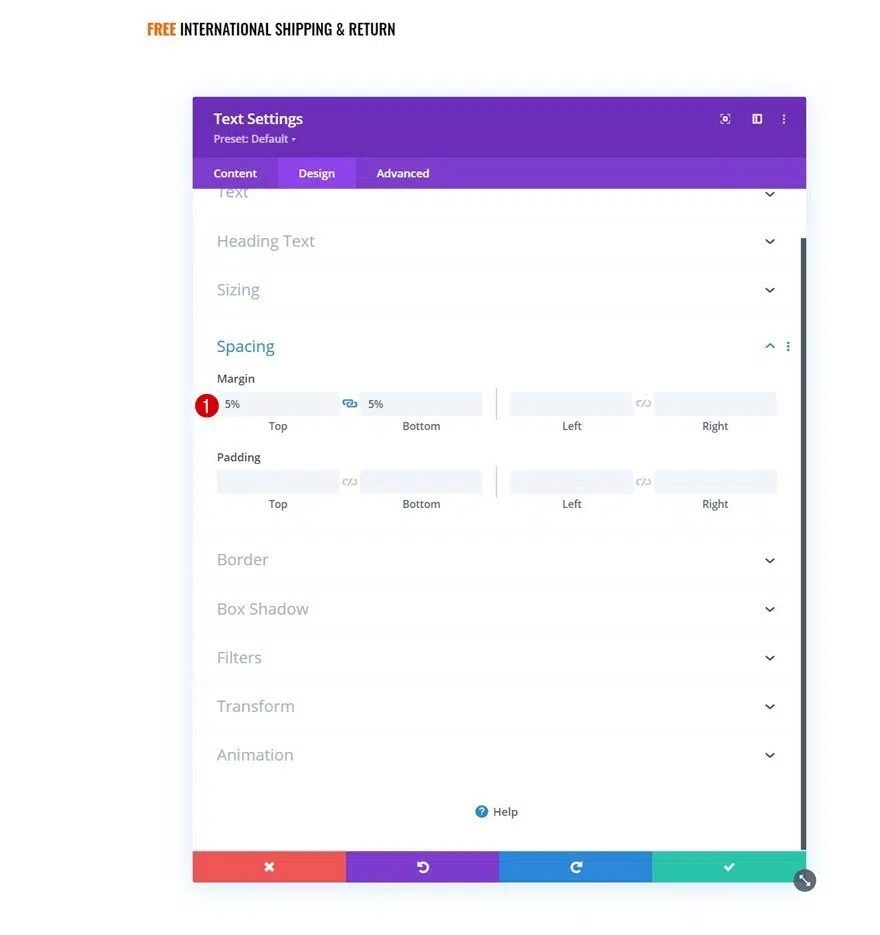 FREE INTERNATIONAL SHIPPING & RETURN
Text Settings
Preset: Default
Content Design Advanced
Text
Heading Text
Sizing
Spacing
Margin
1 5% 5%
Top Bottom Left Right
Padding
Top Bottom Left Right
Border
Box Shadow
Filters
Transform
Animation
? Help